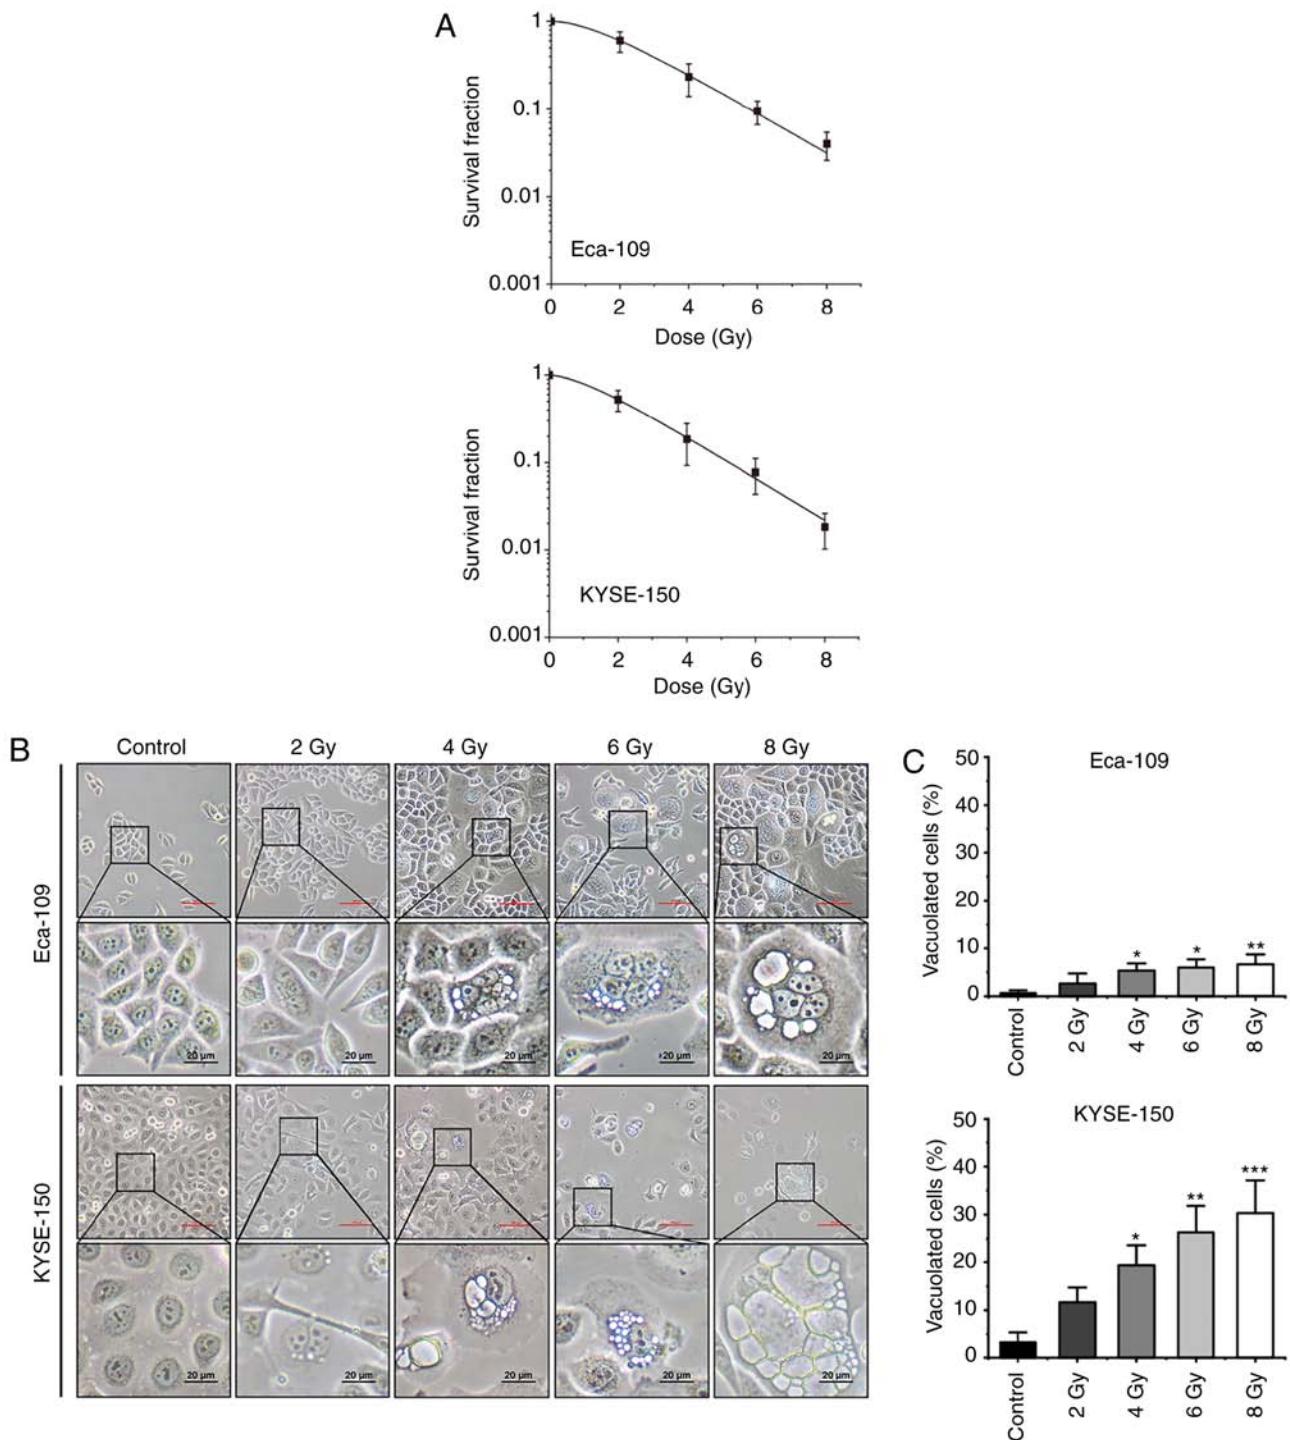 A
1
0.1
0.01
0.001
Survival fraction
Eca-109
0 2 4 6 8
Dose (Gy)
1
0.1
0.01
0.001
Survival fraction
KYSE-150
0 2 4 6 8
Dose (Gy)
B
Control 2 Gy 4 Gy 6 Gy 8 Gy
Eca-109
20 µm 20 µm 20 µm 20 µm 20 µm
KYSE-150
20 µm 20 µm 20 µm 20 µm 20 µm
C
Eca-109
Vacuolated cells (%)
50
40
30
20
10
0
* * **
Control 2 Gy 4 Gy 6 Gy 8 Gy
KYSE-150
Vacuolated cells (%)
50
40
30
20
10
0
* ** ***
Control 2 Gy 4 Gy 6 Gy 8 Gy